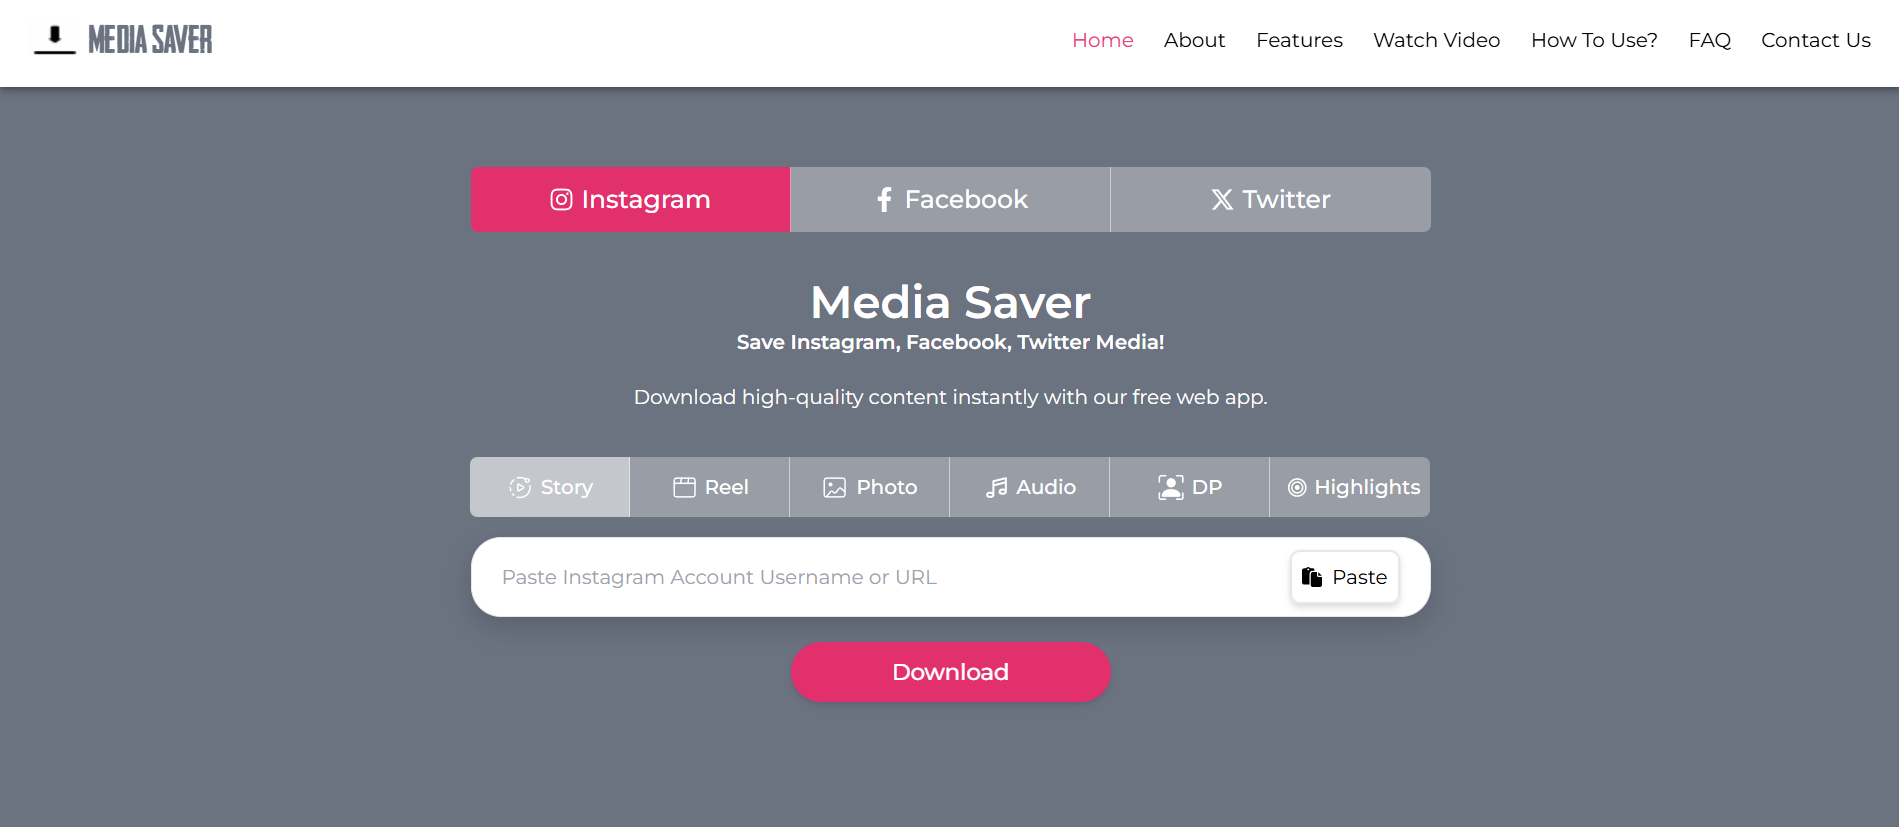 MEDIA SAVER
Home About Features Watch Video How To Use? FAQ Contact Us
Instagram Facebook Twitter
Media Saver
Save Instagram, Facebook, Twitter Media!
Download high-quality content instantly with our free web app.
Story Reel Photo Audio DP Highlights
Paste Instagram Account Username or URL Paste
Download